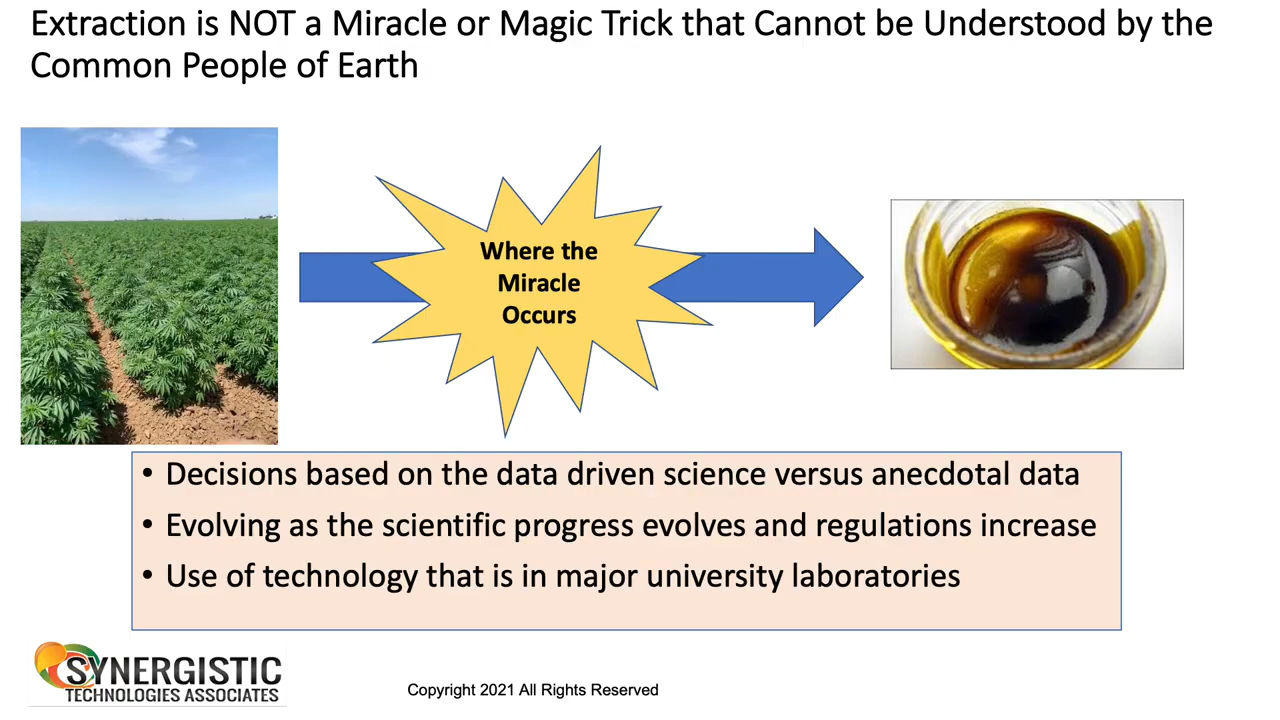 Extraction is NOT a Miracle or Magic Trick that Cannot be Understood by the
Common People of Earth
Where the
Miracle
Occurs
• Decisions based on the data driven science versus anecdotal data
• Evolving as the scientific progress evolves and regulations increase
• Use of technology that is in major university laboratories
SYNERGISTIC
TECHNOLOGIES ASSOCIATES
Copyright 2021 All Rights Reserved